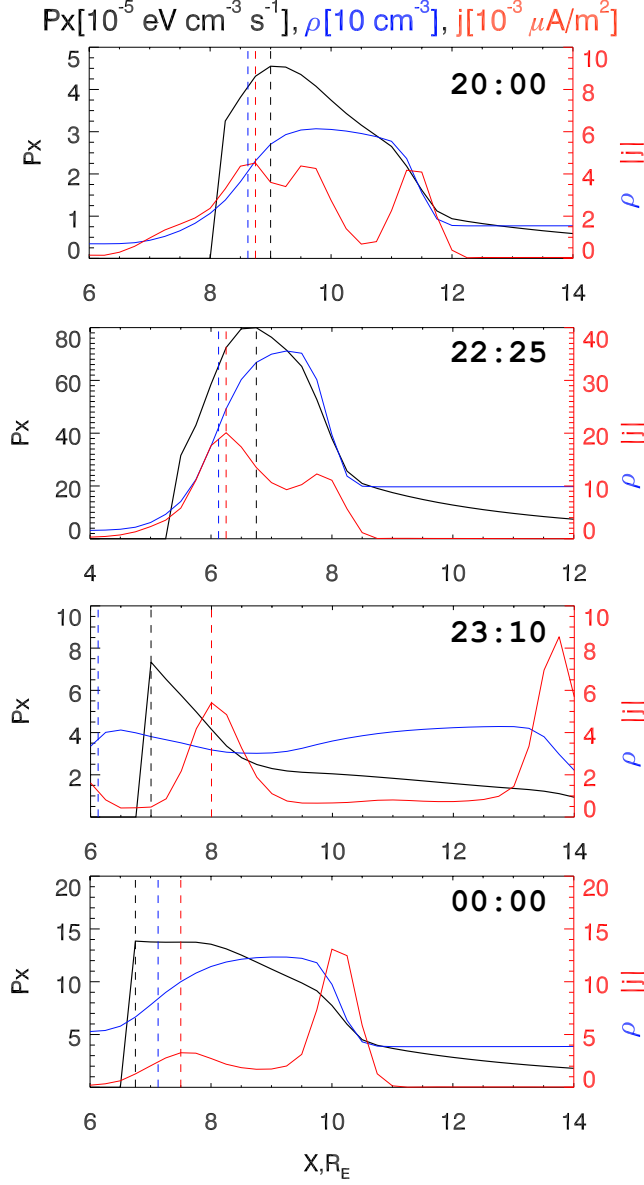 Px[10⁻⁵ eV cm⁻³ s⁻¹], ρ[10 cm⁻³], j[10⁻³ μA/m²]
5 10
20:00
4 8
3 6
Px ρ |j|
2 4
1 2
0 0
6 8 10 12 14
80 40
22:25
60 30
Px ρ |j|
40 20
20 10
0 0
4 6 8 10 12
10 10
23:10
8 8
6 6
Px ρ |j|
4 4
2 2
0
6 8 10 12 14
20 20
00:00
15 15
Px ρ |j|
10 10
5 5
0
6 8 10 12 14
X,R_E